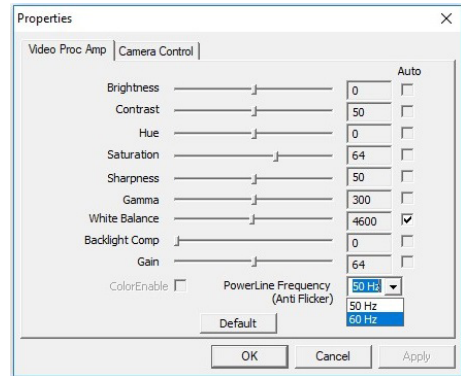 Properties
Video Proc Amp Camera Control
Auto
Brightness 0
Contrast 50
Hue 0
Saturation 64
Sharpness 50
Gamma 300
White Balance 4600
Backlight Comp 0
Gain 64
ColorEnable PowerLine Frequency 50 Hz
(Anti Flicker)
50 Hz
60 Hz
Default
OK Cancel Apply